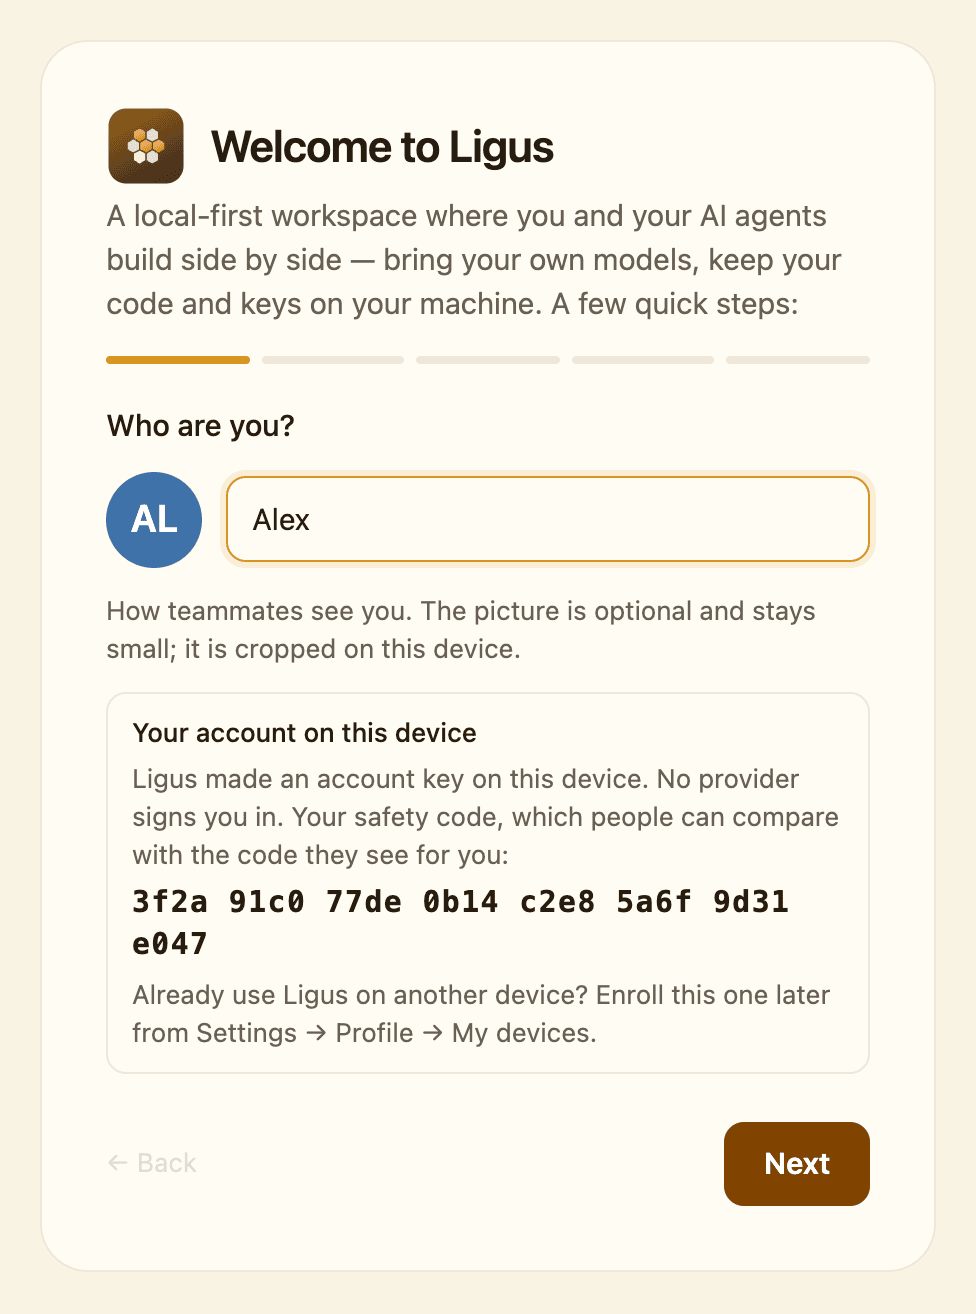 Welcome to Ligus
A local-first workspace where you and your AI agents
build side by side — bring your own models, keep your
code and keys on your machine. A few quick steps:
Who are you?
AL
Alex
How teammates see you. The picture is optional and stays
small; it is cropped on this device.
Your account on this device
Ligus made an account key on this device. No provider
signs you in. Your safety code, which people can compare
with the code they see for you:
3f2a 91c0 77de 0b14 c2e8 5a6f 9d31
e047
Already use Ligus on another device? Enroll this one later
from Settings → Profile → My devices.
← Back
Next